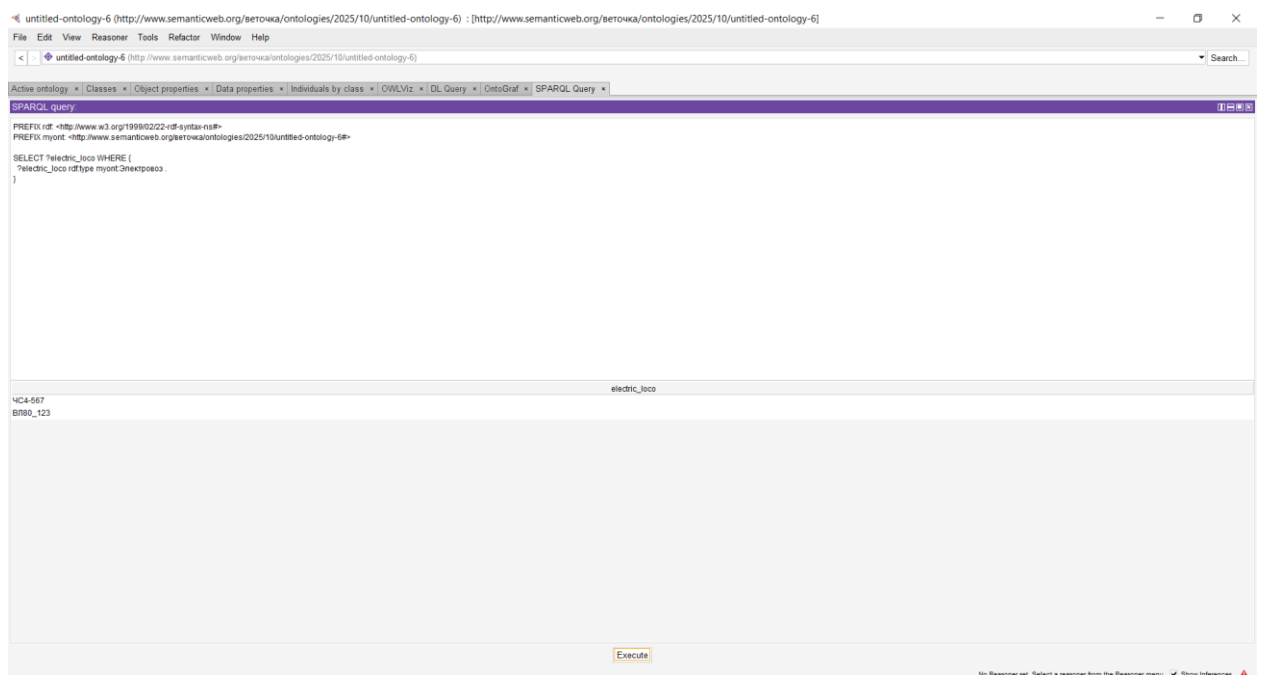 untitled-ontology-6 (http://www.semanticweb.org/веточка/ontologies/2025/10/untitled-ontology-6) : [http://www.semanticweb.org/веточка/ontologies/2025/10/untitled-ontology-6]
File Edit View Reasoner Tools Refactor Window Help
< > untitled-ontology-6 (http://www.semanticweb.org/веточка/ontologies/2025/10/untitled-ontology-6) Search...
Active ontology × Classes × Object properties × Data properties × Individuals by class × OWLViz × DL Query × OntoGraf × SPARQL Query ×
SPARQL query:
PREFIX rdf: <http://www.w3.org/1999/02/22-rdf-syntax-ns#>
PREFIX myont: <http://www.semanticweb.org/веточка/ontologies/2025/10/untitled-ontology-6#>
SELECT ?electric_loco WHERE {
?electric_loco rdf:type myont:Электровоз .
}
electric_loco
ЧС4-567
ВЛ80_123
Execute
No Reasoner set. Select a reasoner from the Reasoner menu Show Inferences